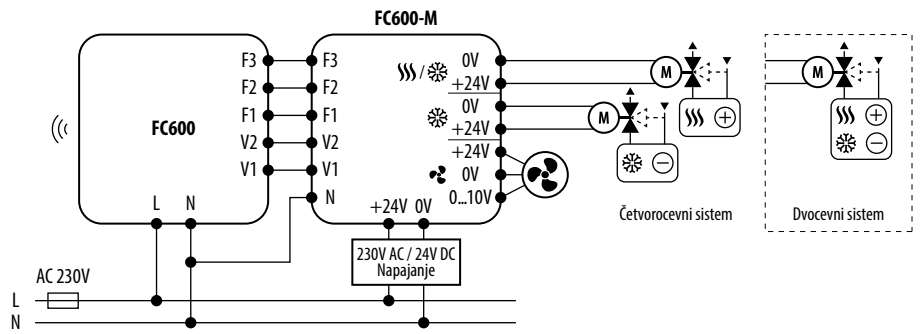 FC600-M
F3
F2
F1
V2
V1
FC600
L N
F3
F2
F1
V2
V1
N
/
0V
+24V
0V
+24V
+24V
0V
0...10V
+24V 0V
M
M
M
Četvorocevni sistem
Dvocevni sistem
230V AC / 24V DC
Napajanje
AC 230V
L
N